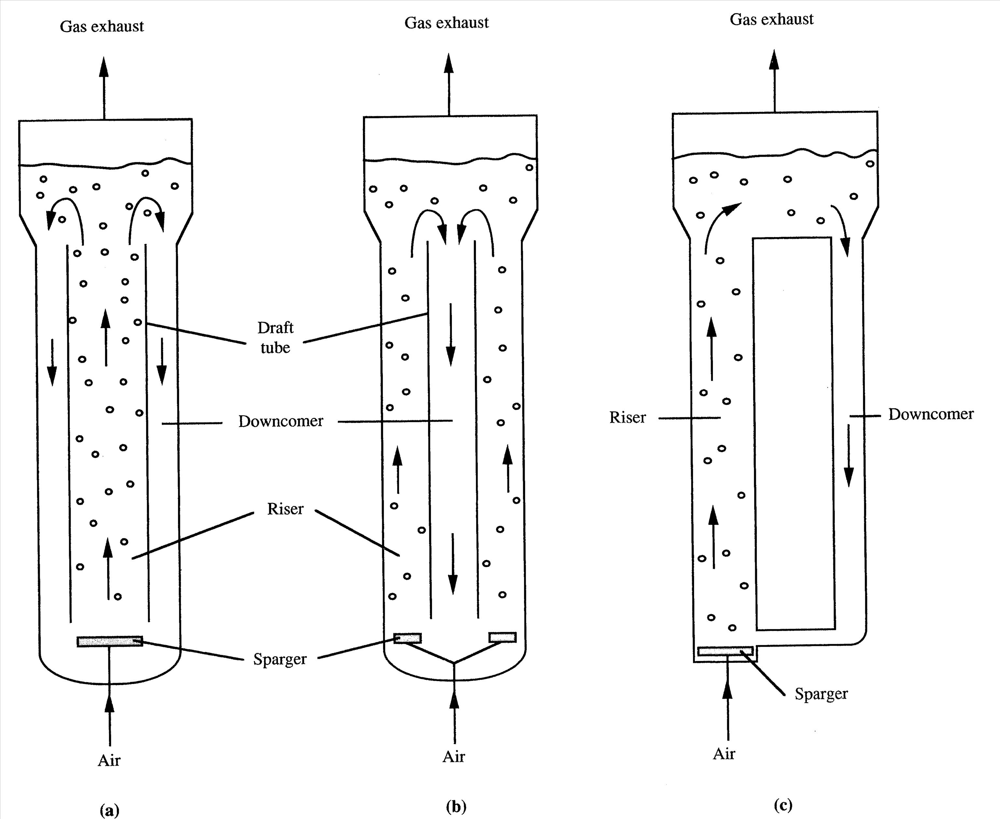 Gas exhaust
Gas exhaust
Gas exhaust
Draft
tube
Downcomer
Riser
Downcomer
Riser
Sparger
Sparger
Air
Air
Air
(a)
(b)
(c)